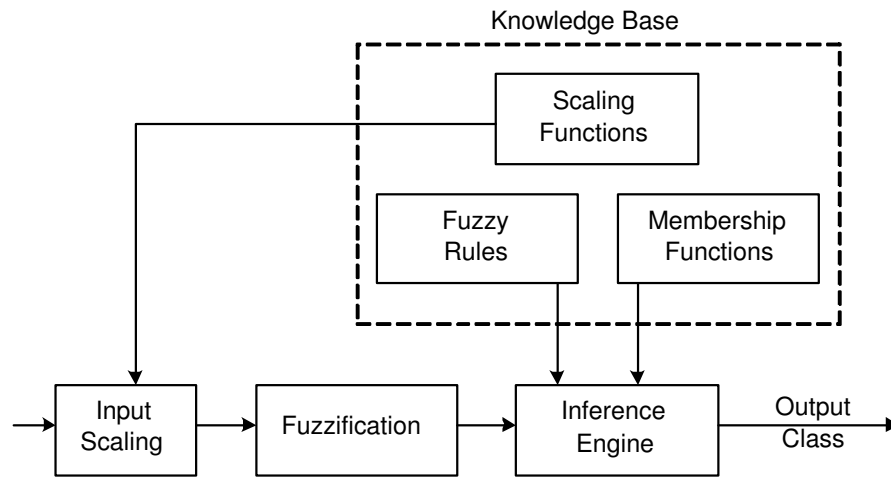 Knowledge Base
Scaling
Functions
Fuzzy
Rules
Membership
Functions
Input
Scaling
Fuzzification
Inference
Engine
Output
Class